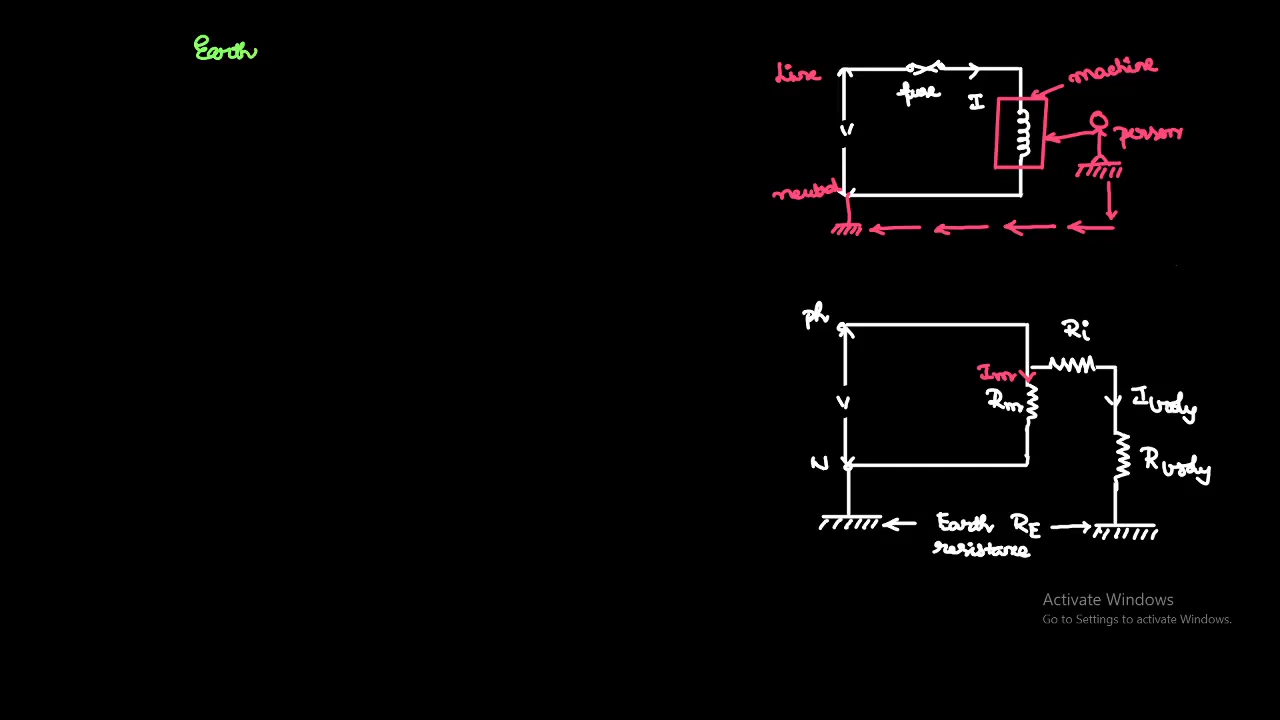 Earth
Line
fuse
I
machine
V
person
neutral
ph
Ri
Im
V
Rm
Ibody
N
Rbody
Earth RE
resistance
Activate Windows
Go to Settings to activate Windows.